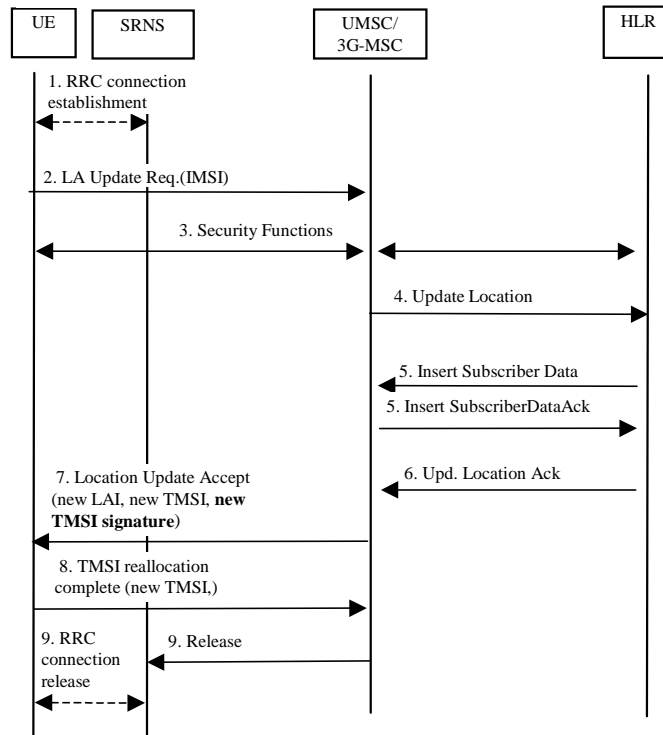 UE
SRNS
UMSC/
3G-MSC
HLR
1. RRC connection
establishment
2. LA Update Req.(IMSI)
3. Security Functions
4. Update Location
5. Insert Subscriber Data
5. Insert SubscriberDataAck
7. Location Update Accept
(new LAI, new TMSI, new
TMSI signature)
6. Upd. Location Ack
8. TMSI reallocation
complete (new TMSI,)
9. RRC
connection
release
9. Release